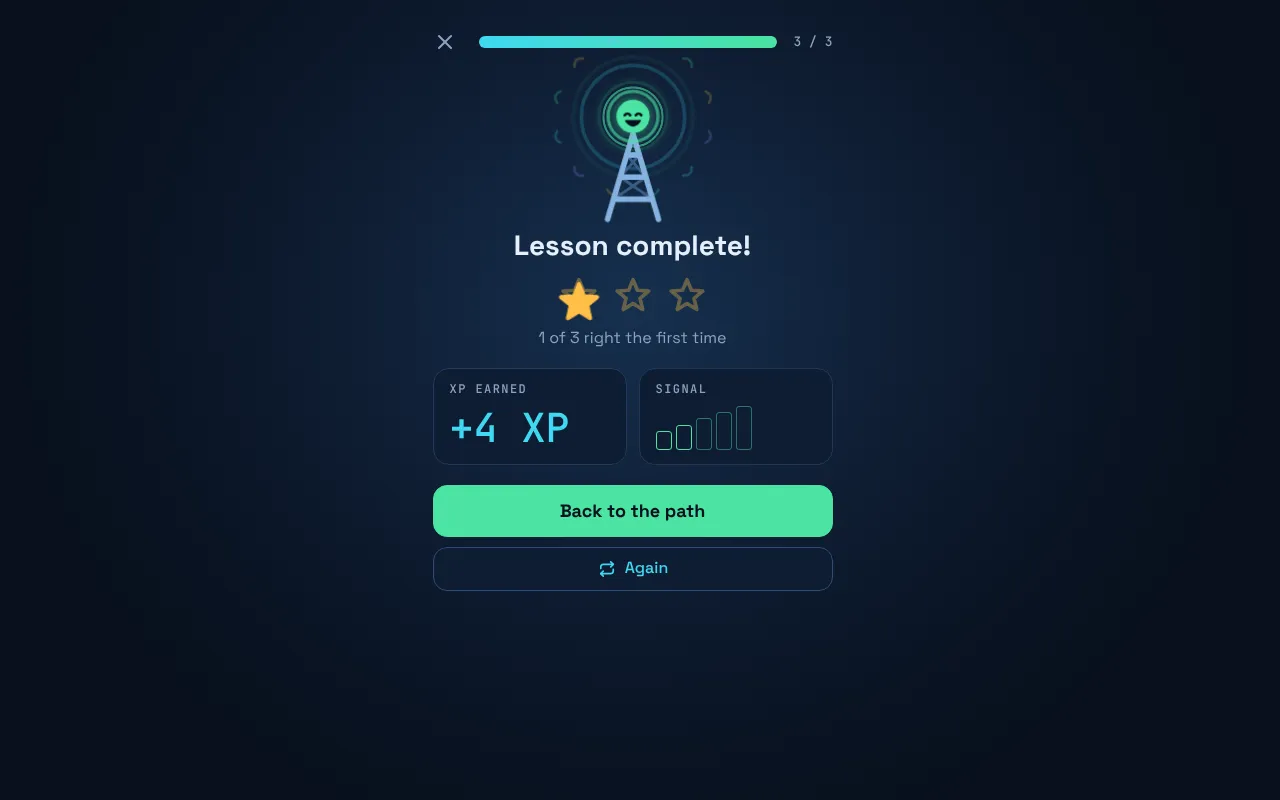 3 / 3
Lesson complete!
1 of 3 right the first time
XP EARNED
+4 XP
SIGNAL
Back to the path
Again